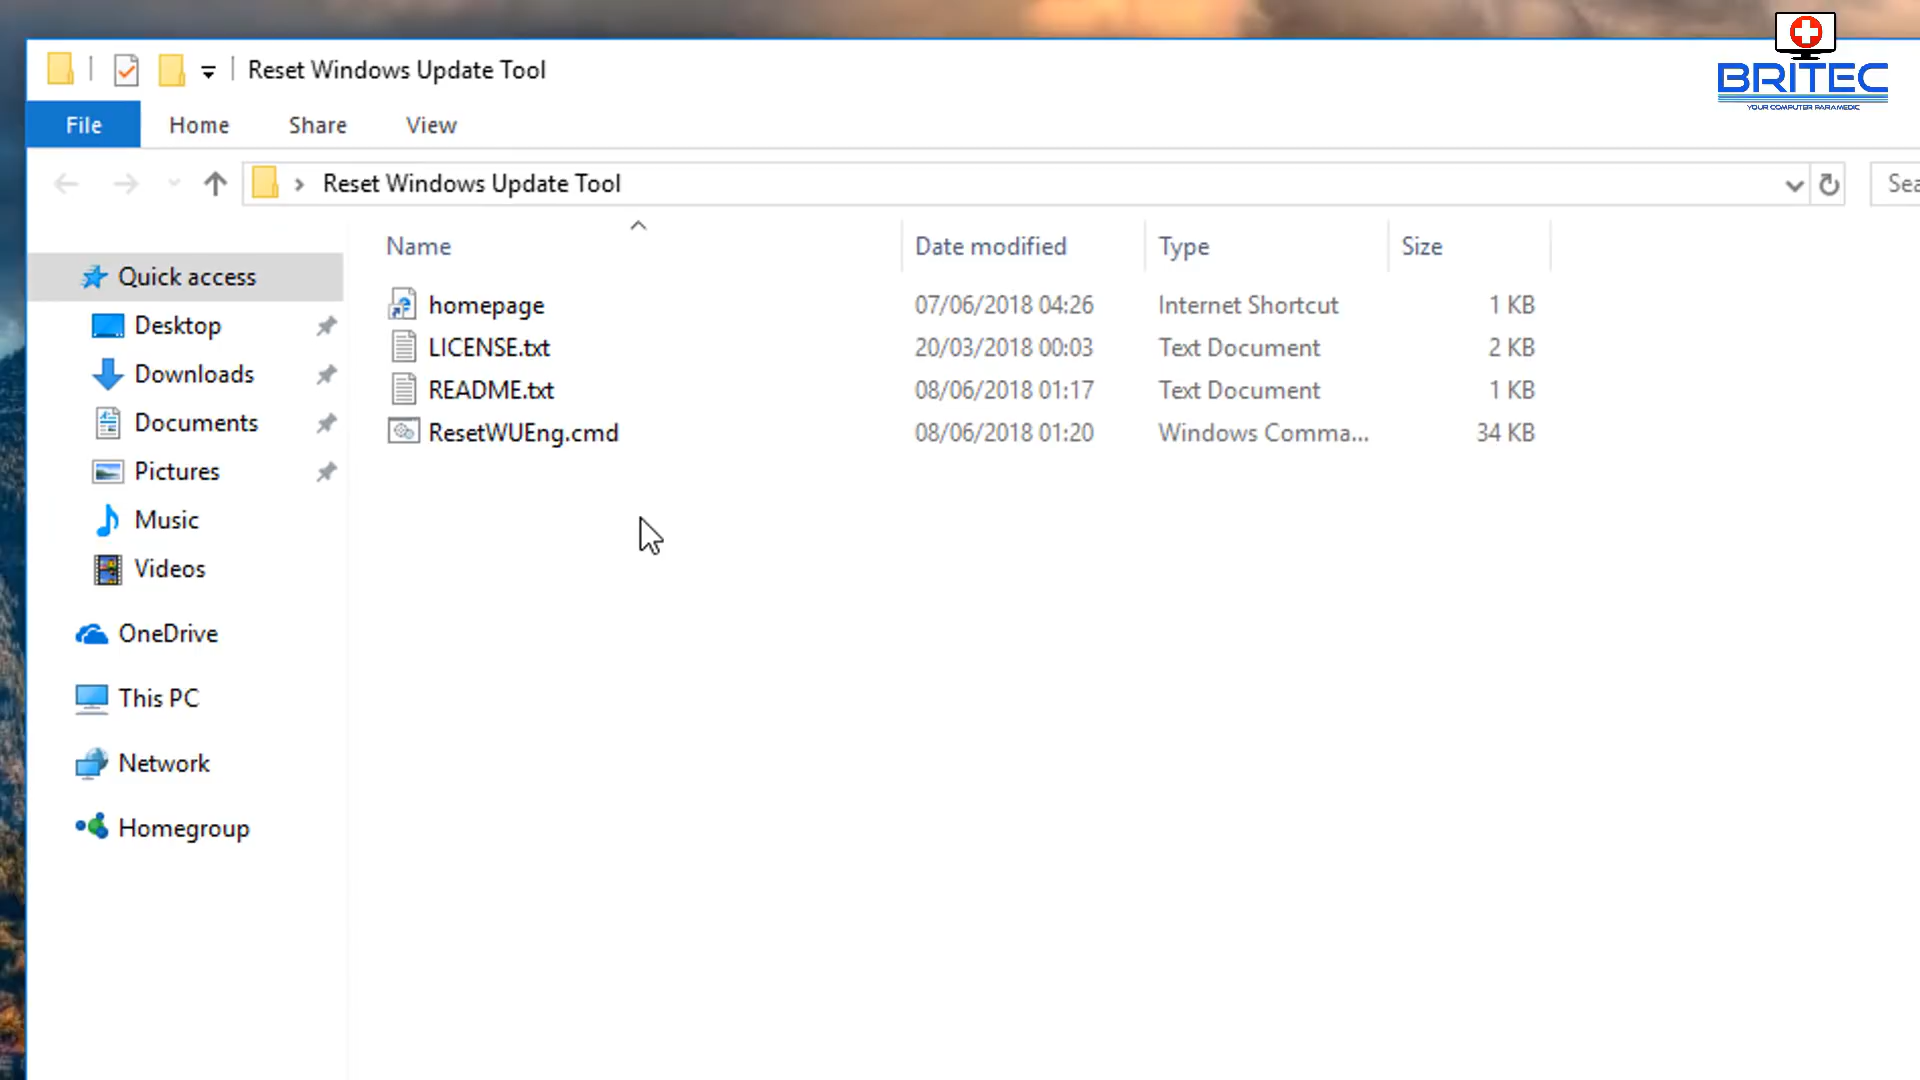 Reset Windows Update Tool
BRITEC
YOUR COMPUTER PARAMEDIC
File Home Share View
Reset Windows Update Tool
Sea
Name Date modified Type Size
Quick access
Desktop
Downloads
Documents
Pictures
Music
Videos
OneDrive
This PC
Network
Homegroup
homepage 07/06/2018 04:26 Internet Shortcut 1 KB
LICENSE.txt 20/03/2018 00:03 Text Document 2 KB
README.txt 08/06/2018 01:17 Text Document 1 KB
ResetWUEng.cmd 08/06/2018 01:20 Windows Comma... 34 KB